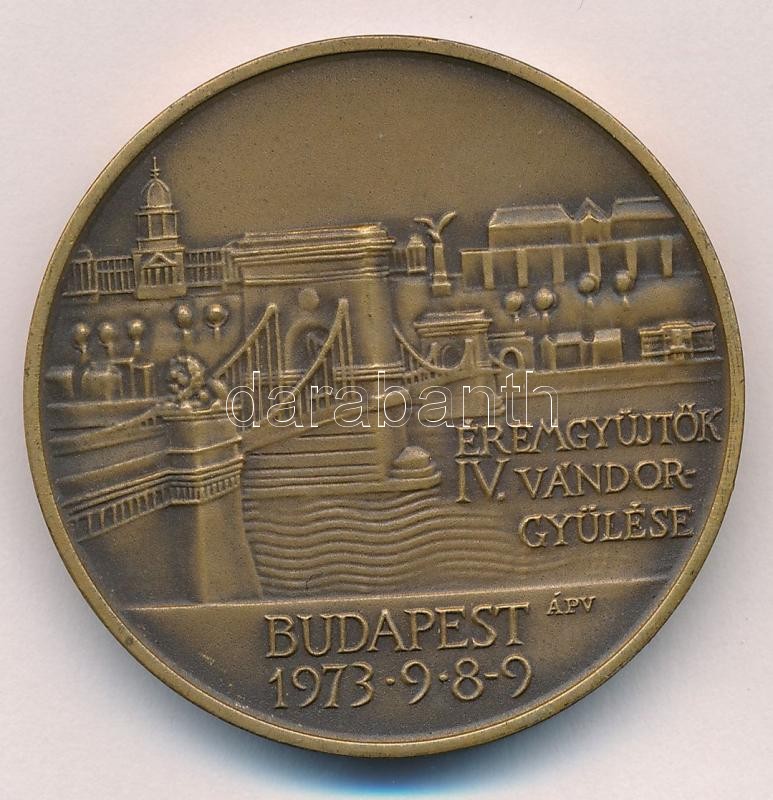 darabanth
ÉREMGYŰJTŐK
IV. VÁNDOR-
GYŰLÉSE
ÁPV
BUDAPEST
1973·9·8-9